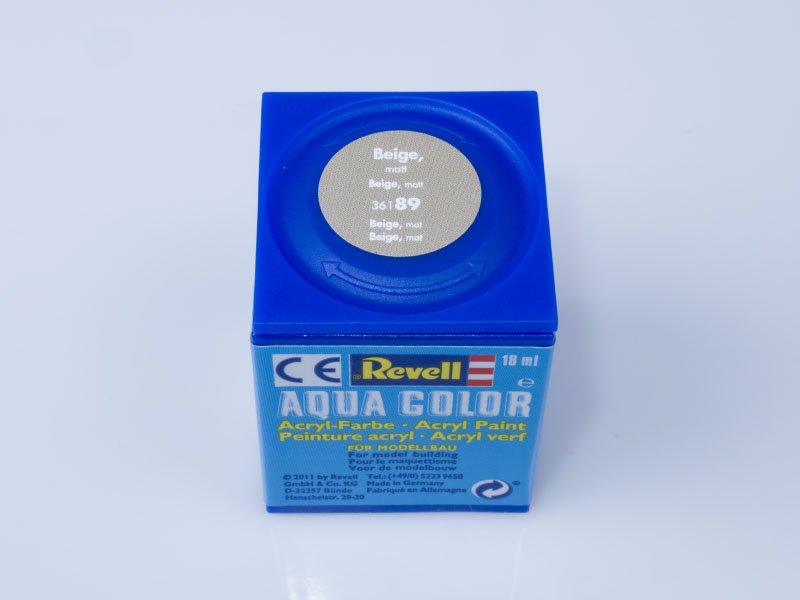 Beige,
matt
Beige, matt
36189
Beige, mat
Beige, mat
CE Revell 18 ml
e
AQUA COLOR
Acryl-Farbe · Acryl Paint
Peinture acryl · Acryl verf
FÜR MODELLBAU
For model building
Pour le maquettisme
Voor de modelbouw
© 2011 by Revell Tel.: (+49/0) 5223 9650
GmbH & Co. KG Made in Germany
D-32257 Bünde Fabriqué en Allemagne
Henschelstr. 20-30